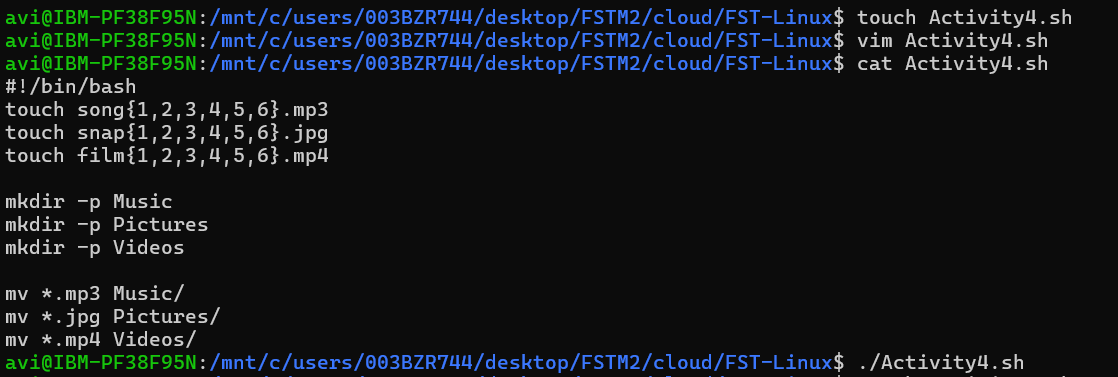 avi@IBM-PF38F95N:/mnt/c/users/003BZR744/desktop/FSTM2/cloud/FST-Linux$ touch Activity4.sh
avi@IBM-PF38F95N:/mnt/c/users/003BZR744/desktop/FSTM2/cloud/FST-Linux$ vim Activity4.sh
avi@IBM-PF38F95N:/mnt/c/users/003BZR744/desktop/FSTM2/cloud/FST-Linux$ cat Activity4.sh
#!/bin/bash
touch song{1,2,3,4,5,6}.mp3
touch snap{1,2,3,4,5,6}.jpg
touch film{1,2,3,4,5,6}.mp4
mkdir -p Music
mkdir -p Pictures
mkdir -p Videos
mv *.mp3 Music/
mv *.jpg Pictures/
mv *.mp4 Videos/
avi@IBM-PF38F95N:/mnt/c/users/003BZR744/desktop/FSTM2/cloud/FST-Linux$ ./Activity4.sh